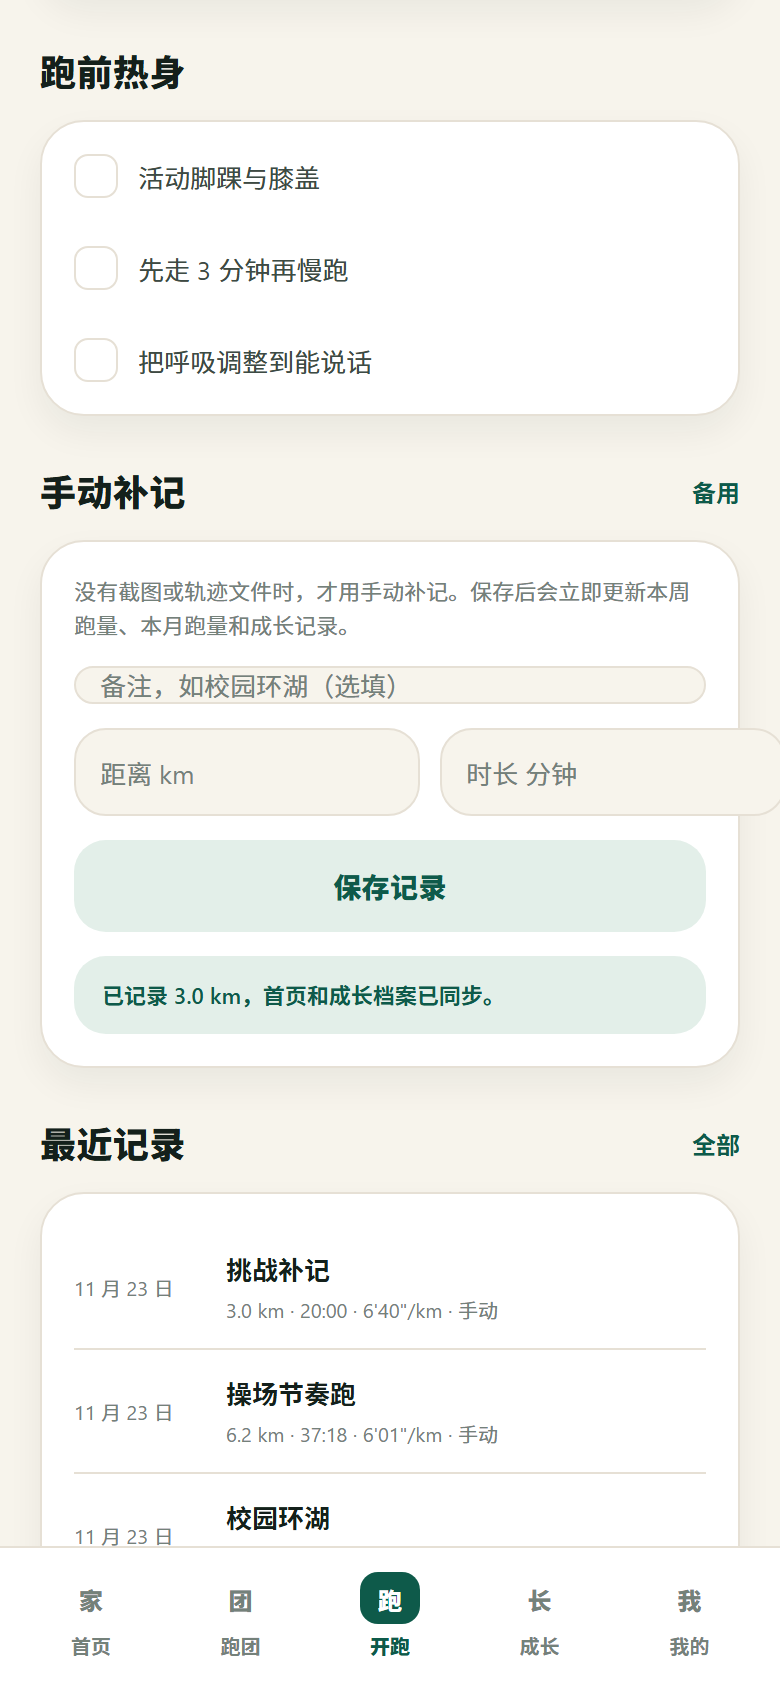 跑前热身
活动脚踝与膝盖
先走 3 分钟再慢跑
把呼吸调整到能说话
手动补记
备用
没有截图或轨迹文件时，才用手动补记。保存后会立即更新本周
跑量、本月跑量和成长记录。
备注，如校园环湖（选填）
距离 km
时长 分钟
保存记录
已记录 3.0 km，首页和成长档案已同步。
最近记录
全部
11 月 23 日
挑战补记
3.0 km · 20:00 · 6'40"/km · 手动
11 月 23 日
操场节奏跑
6.2 km · 37:18 · 6'01"/km · 手动
11 月 23 日
校园环湖
家
团
跑
长
我
首页
跑团
开跑
成长
我的